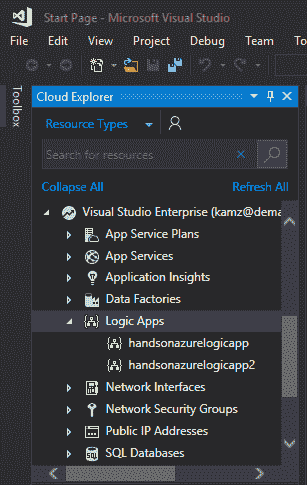 Start Page - Microsoft Visual Studio
File Edit View Project Debug Team To
Toolbox
Cloud Explorer
Resource Types
Search for resources
Collapse All Refresh All
Visual Studio Enterprise (kamz@dema
App Service Plans
App Services
Application Insights
Data Factories
Logic Apps
handsonazurelogicapp
handsonazurelogicapp2
Network Interfaces
Network Security Groups
Public IP Addresses
SQL Databases